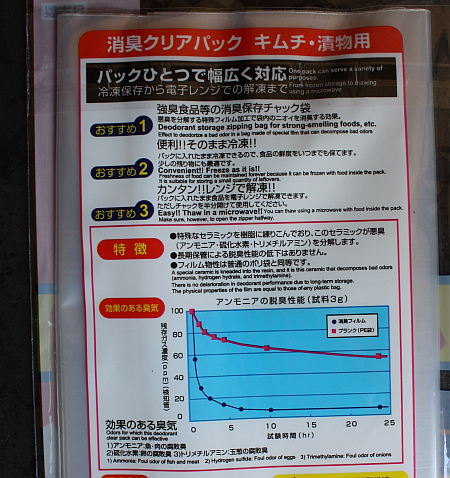 消臭クリアパック キムチ・漬物用
パックひとつで幅広く対応
One pack can serve a variety of purposes.
冷凍保存から電子レンジでの解凍まで
From frozen storage to thawing using a microwave
強臭食品等の消臭保存チャック袋
おすすめ1
悪臭を分解する特殊フィルム加工で袋内のニオイを消臭する効果。
Deodorant storage zipping bag for strong-smelling foods, etc.
Effect to deodorize a bad odor in a bag made of special film that can decompose bad odors
便利!!そのまま冷凍!!
おすすめ2
パックに入れたまま冷凍できるので、食品の鮮度をいつまでも保てます。
少しの残り物にも最適です。
Convenient!! Freeze as it is!!
Freshness of food can be maintained forever because it can be frozen with food inside the pack.
It is suitable for storing a small quantity of leftovers.
カンタン!!レンジで解凍!!
おすすめ3
パックに入れたまま食品を電子レンジで解凍できます。
ただしチャックを半分開けて使用してください。
Easy!! Thaw in a microwave!! You can thaw using a microwave with food inside the pack.
Make sure, however, to zip open halfway.
特徴
●特殊なセラミックを樹脂に練りこんでおり、このセラミックが悪臭
(アンモニア・硫化水素・トリメチルアミン)を分解します。
●長期保管による脱臭性能の低下はありません。
●フィルム物性は普通のポリ袋と同等です。
A special ceramic is kneaded into the resin, and it is this ceramic that decomposes bad odors
(ammonia, hydrogen hydrate, and trimethylamine).
There is no deterioration in deodorant performance due to long-term storage.
The physical properties of the film are equal to those of any plastic bag.
効果のある臭気
アンモニアの脱臭性能(試料3g)
消臭フィルム
ブランク(PE袋)
残存ガス濃度(ppm)(検知管)
100
80
60
40
20
0
0
5
10
15
20
25
試験時間(hr)
効果のある臭気
Odors for which this deodorant
clear pack can be effective
1)アンモニア:魚・肉の腐敗臭
2)硫化水素:卵の腐敗臭 3)トリメチルアミン:玉葱の腐敗臭
1) Ammonia: Foul odor of fish and meat 2) Hydrogen sulfide: Foul odor of eggs 3) Trimethylamine: Foul odor of onions